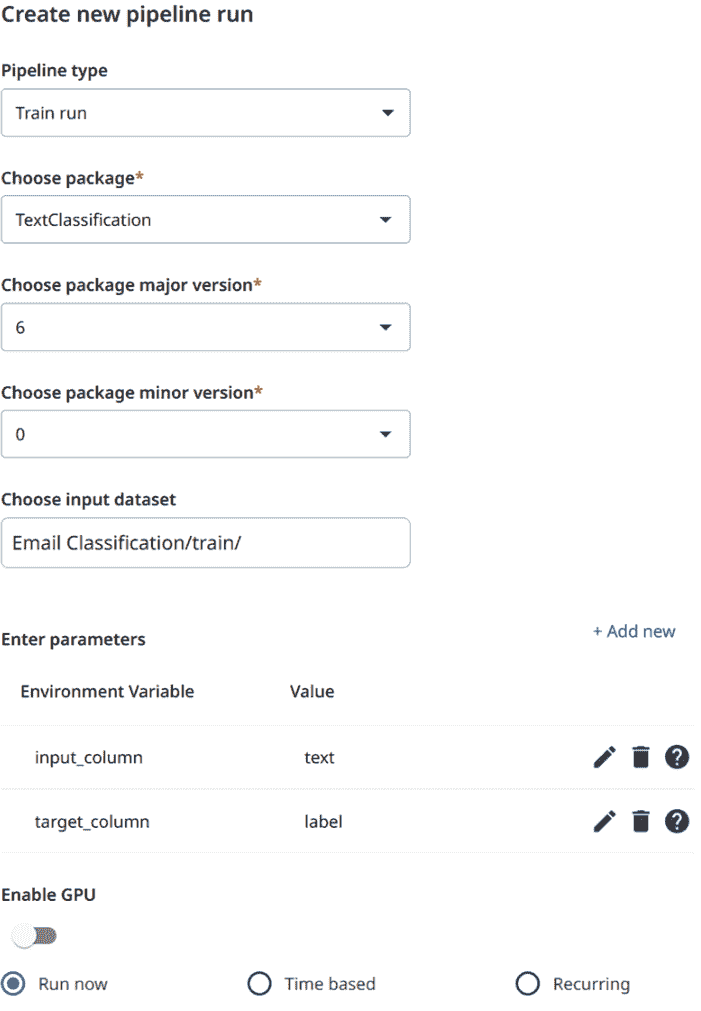 Create new pipeline run
Pipeline type
Train run
Choose package*
TextClassification
Choose package major version*
6
Choose package minor version*
0
Choose input dataset
Email Classification/train/
Enter parameters
+ Add new
Environment Variable Value
input_column text
?
target_column label
?
Enable GPU
Run now Time based Recurring